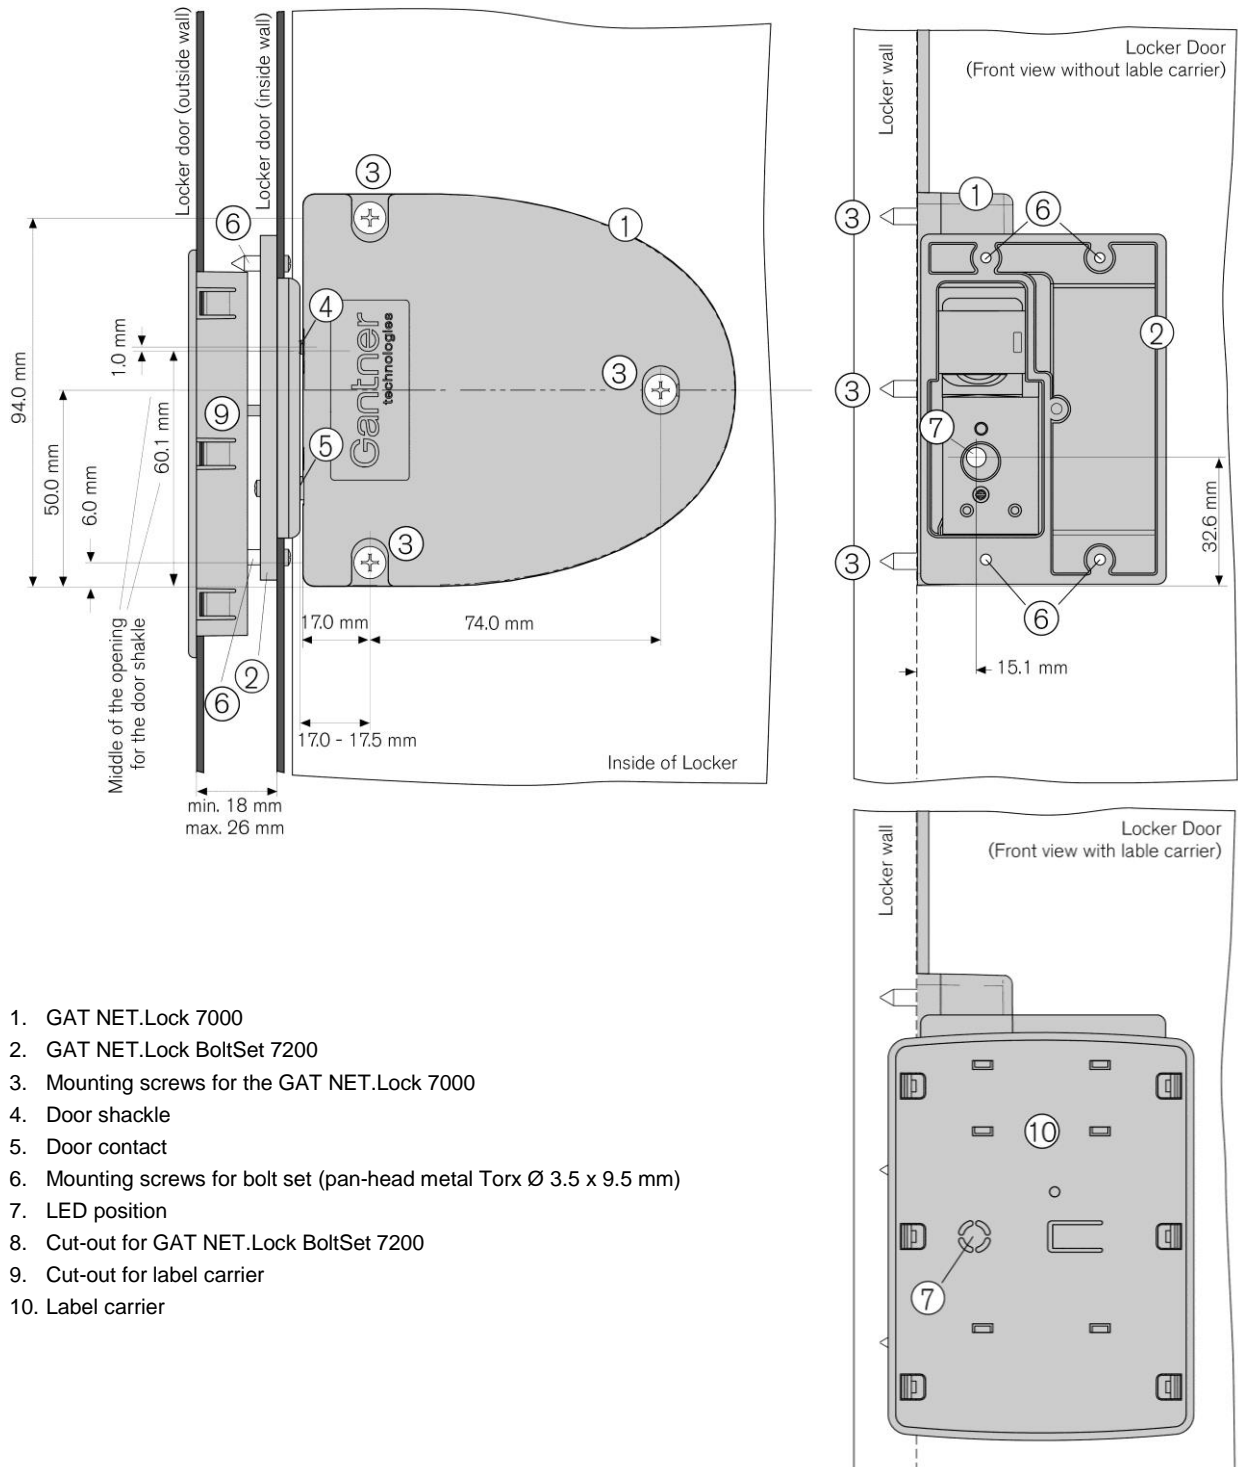 Locker door (outside wall)
Locker door (inside wall)
3
6
1
4
Gantner
technologies
3
9
5
3
94.0 mm
1.0 mm
60.1 mm
50.0 mm
6.0 mm
17.0 mm
74.0 mm
2
6
17.0 - 17.5 mm
Middle of the opening
for the door shakle
min. 18 mm
max. 26 mm
Inside of Locker
Locker wall
Locker Door
(Front view without lable carrier)
1
6
3
2
3
7
32.6 mm
3
6
15.1 mm
Locker wall
Locker Door
(Front view with lable carrier)
10
7
1. GAT NET.Lock 7000
2. GAT NET.Lock BoltSet 7200
3. Mounting screws for the GAT NET.Lock 7000
4. Door shackle
5. Door contact
6. Mounting screws for bolt set (pan-head metal Torx Ø 3.5 x 9.5 mm)
7. LED position
8. Cut-out for GAT NET.Lock BoltSet 7200
9. Cut-out for label carrier
10. Label carrier